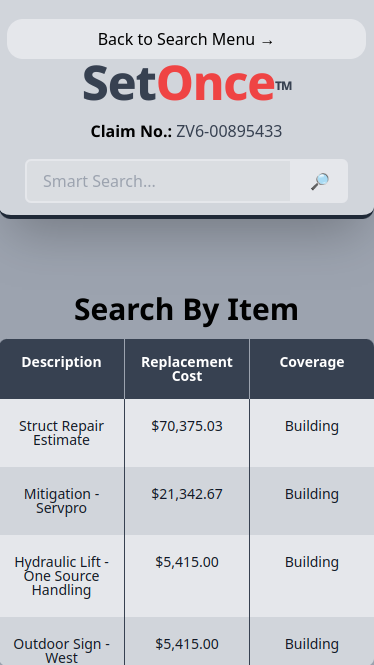 Back to Search Menu →
SetOnce™
Claim No.: ZV6-00895433
Smart Search...
Search By Item
Description Replacement Cost Coverage
Struct Repair Estimate $70,375.03 Building
Mitigation - Servpro $21,342.67 Building
Hydraulic Lift - One Source Handling $5,415.00 Building
Outdoor Sign - West $5,415.00 Building